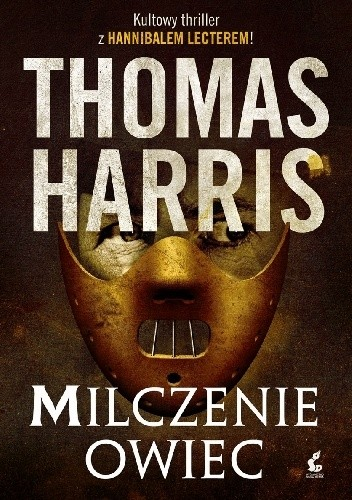 Kultowy thriller
z HANNIBALEM LECTEREM!
THOMAS
HARRIS
MILCZENIE
OWIEC